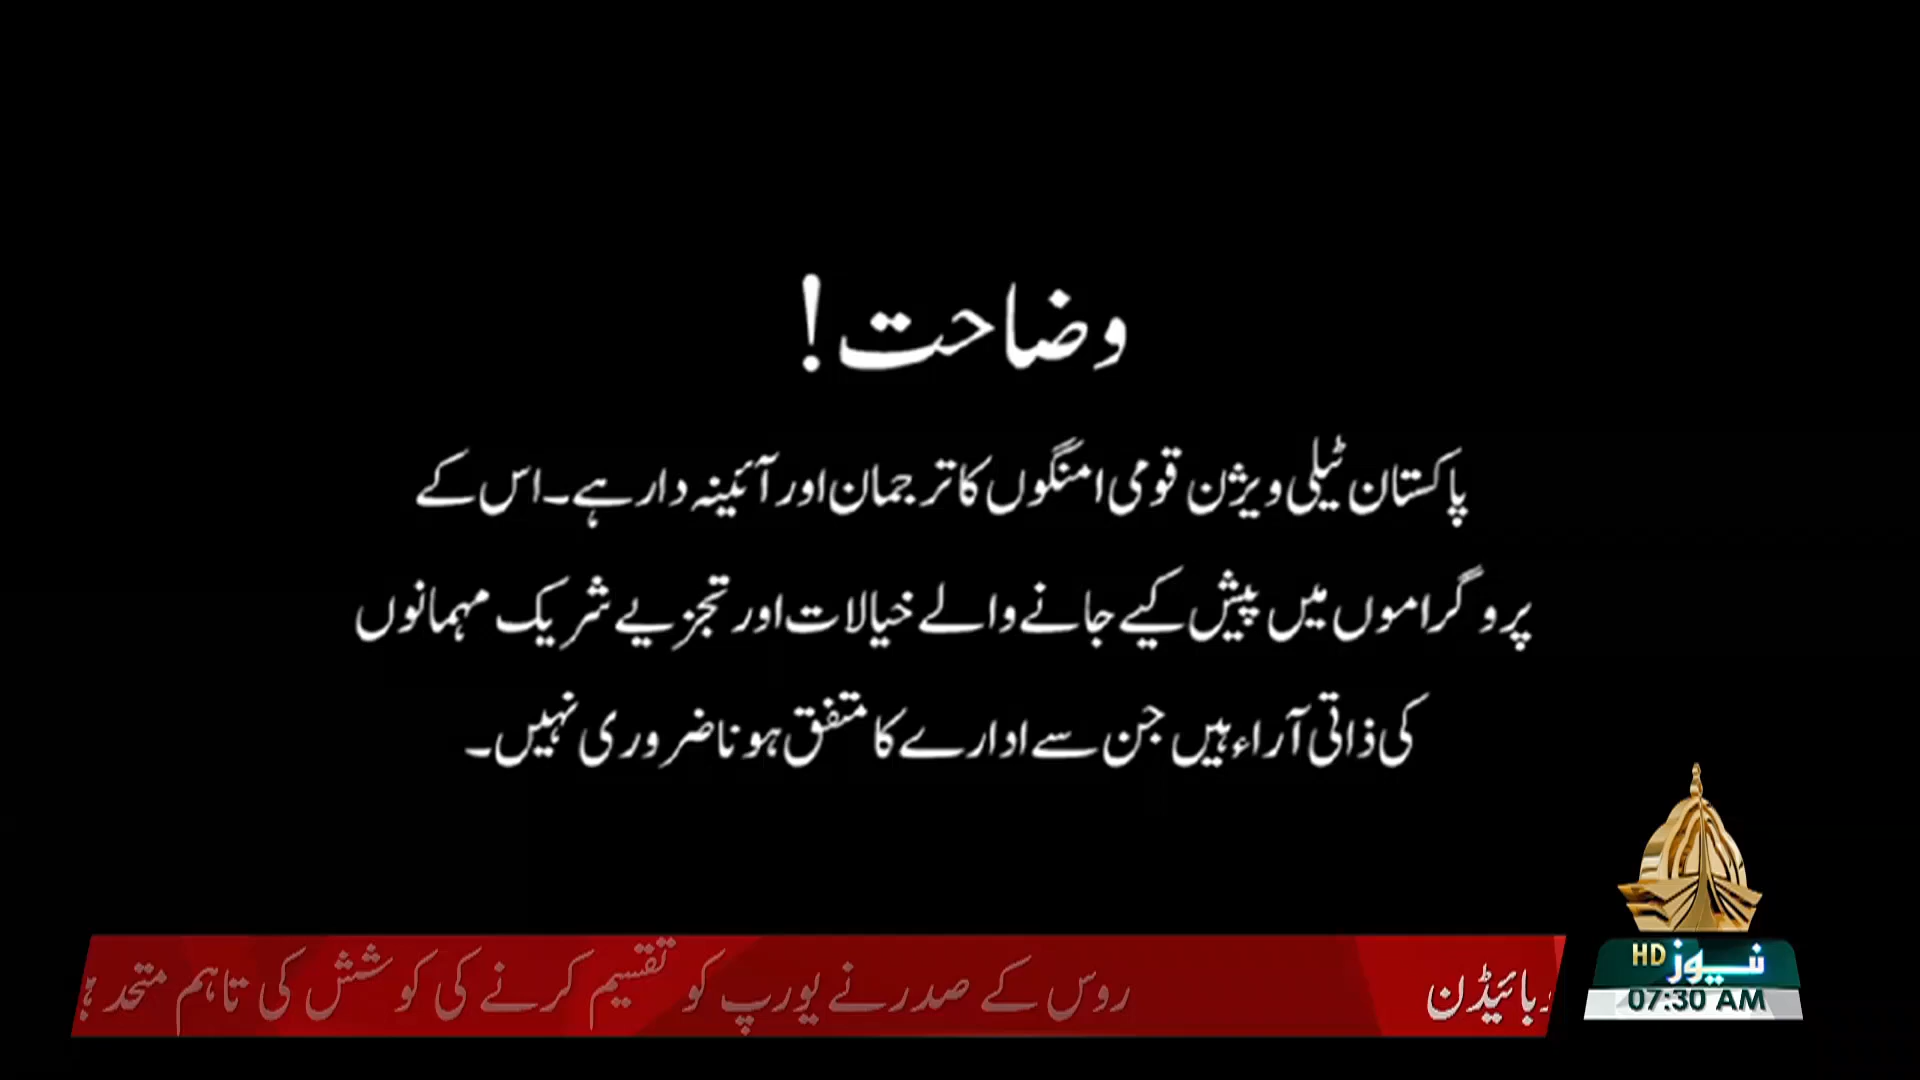 وضاحت!
پاکستان ٹیلی ویژن قومی امنگوں کا ترجمان اور آئینہ دار ہے۔ اس کے
پروگراموں میں پیش کیے جانے والے خیالات اور تجزیے شریک مہمانوں
کی ذاتی آراء ہیں جن سے ادارے کا متفق ہونا ضروری نہیں۔
نیوز HD
بائیڈن
روس کے صدر نے یورپ کو تقسیم کرنے کی کوشش کی تاہم متحد
07:30 AM